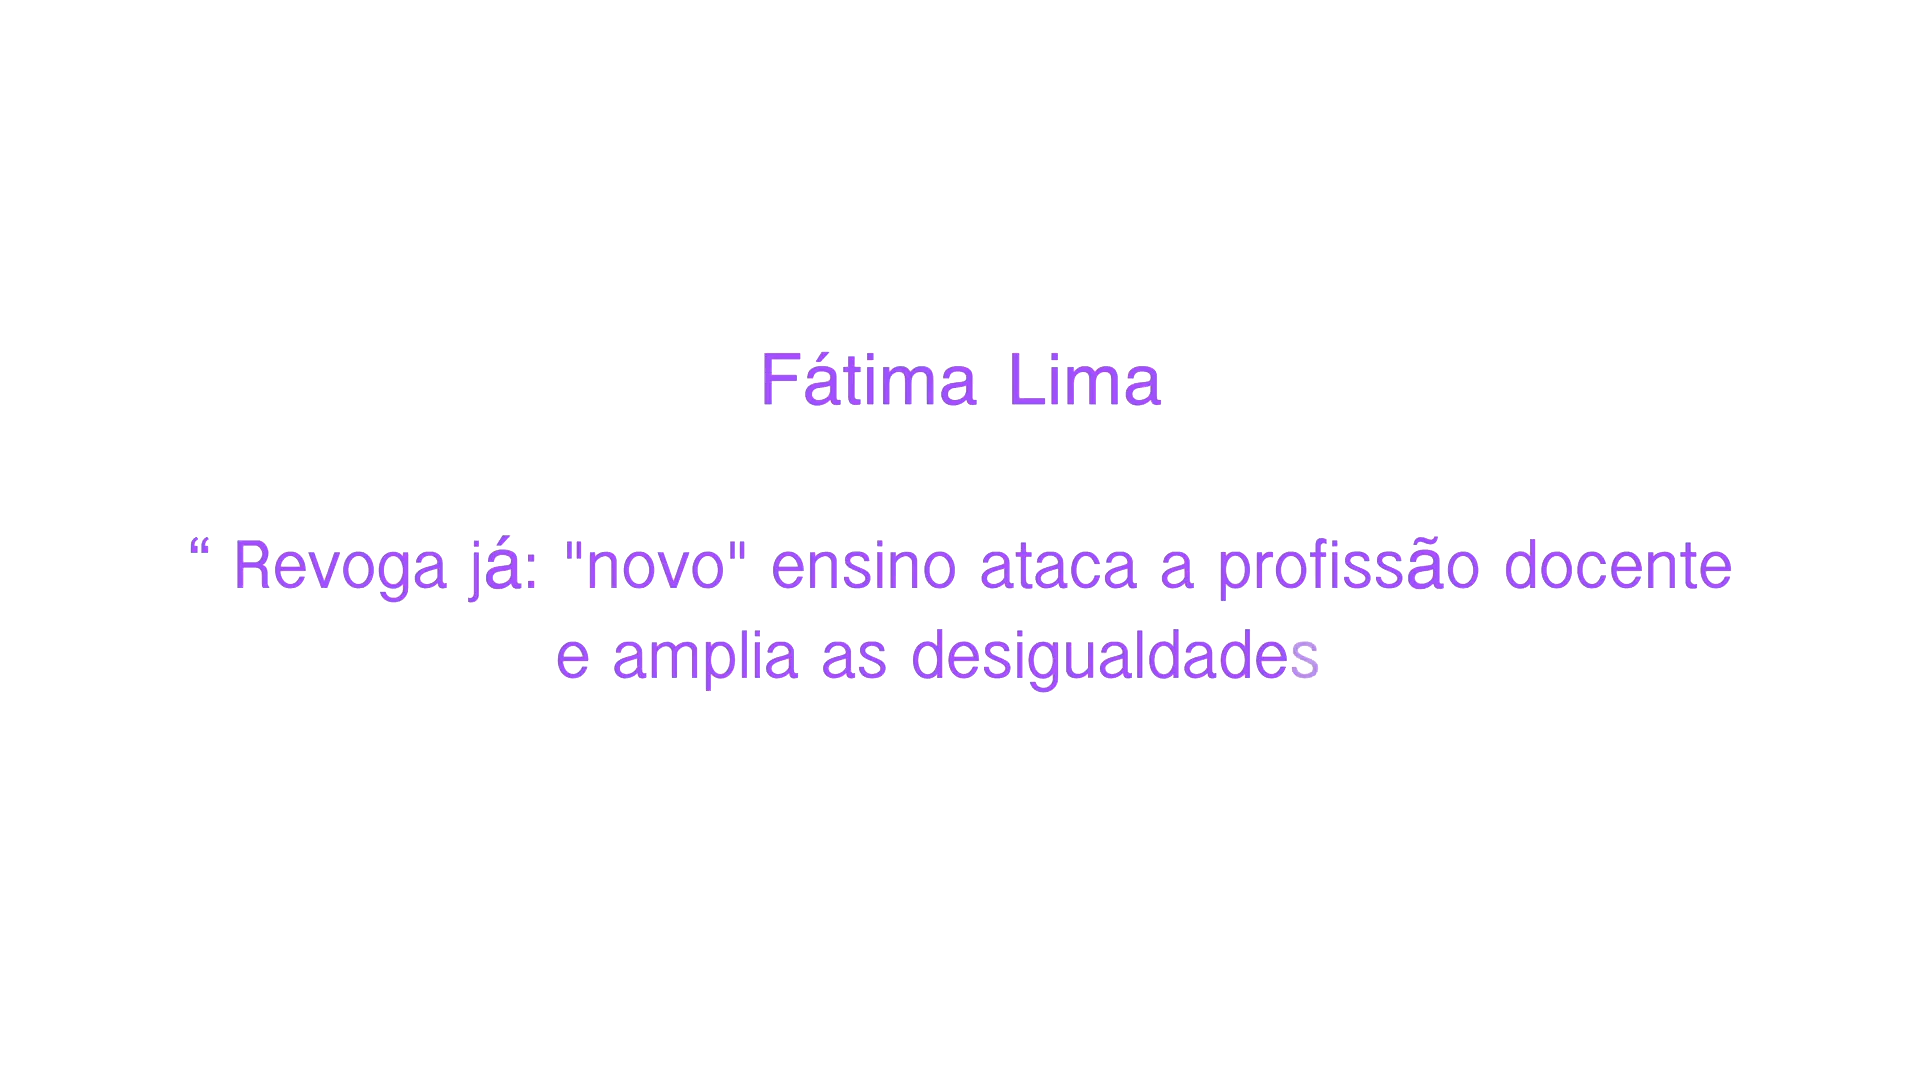 Fátima Lima
“ Revoga já: "novo" ensino ataca a profissão docente
e amplia as desigualdades